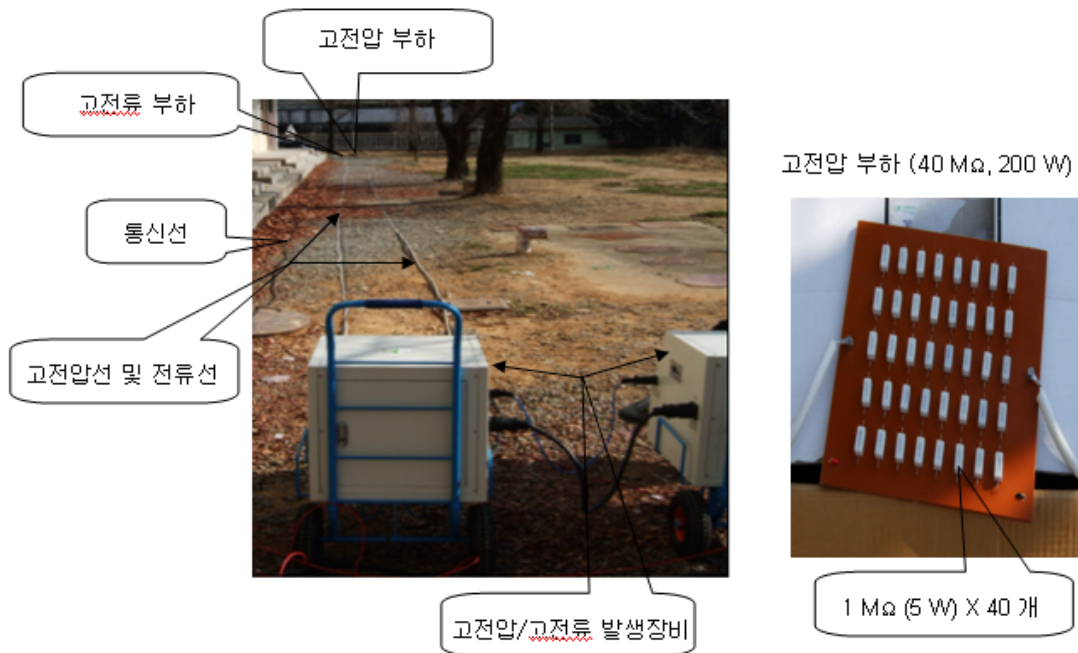 고전압 부하
고전류 부하
통신선
고전압선 및 전류선
고전압/고전류 발생장비
고전압 부하 (40 MΩ, 200 W)
1 MΩ (5 W) X 40 개